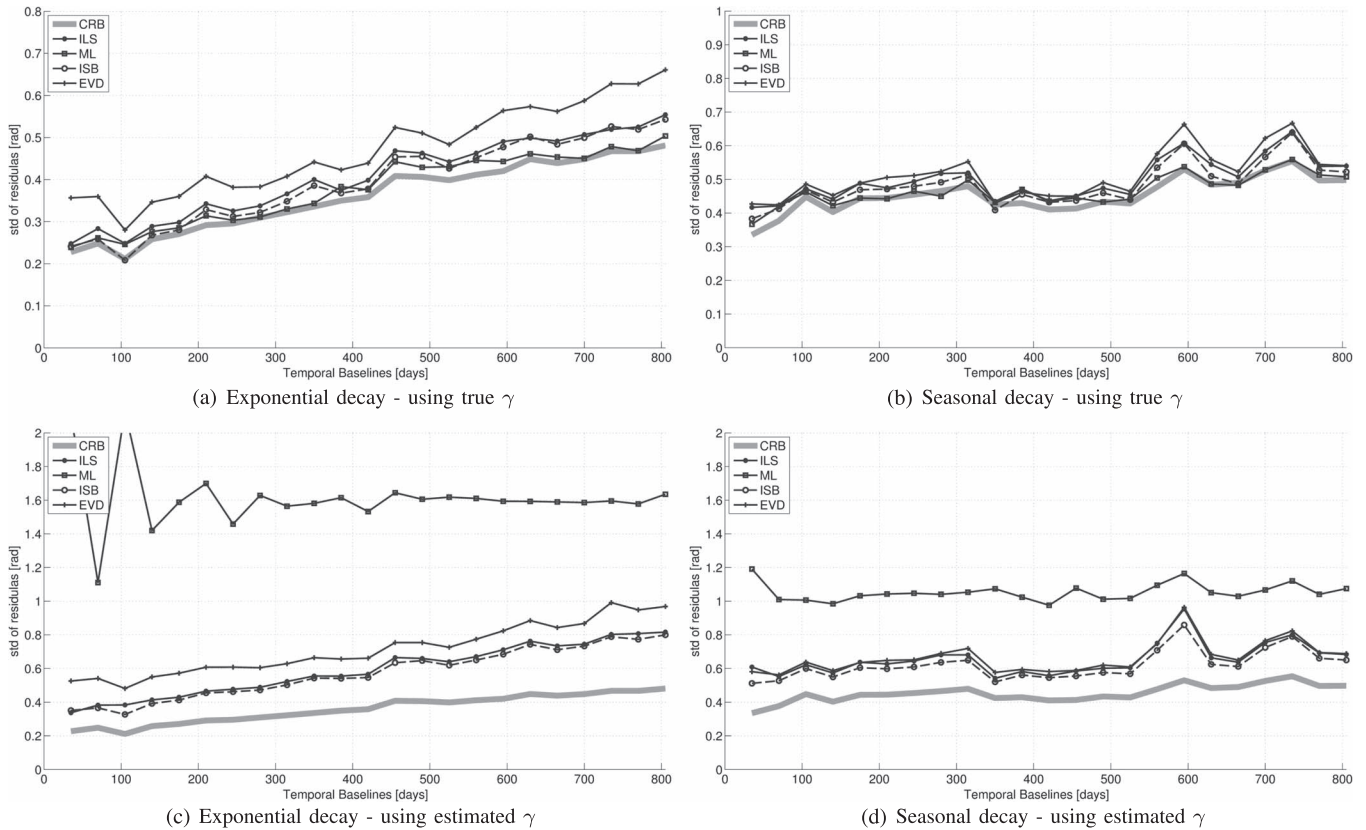 0.8
0.7
0.6
0.5
0.4
0.3
0.2
0.1
0
std of residulas [rad]
CRB
ILS
ML
ISB
EVD
0 100 200 300 400 500 600 700 800
Temporal Baselines [days]
(a) Exponential decay - using true γ
1
0.9
0.8
0.7
0.6
0.5
0.4
0.3
0.2
0.1
0
std of residulas [rad]
CRB
ILS
ML
ISB
EVD
0 100 200 300 400 500 600 700 800
Temporal Baselines [days]
(b) Seasonal decay - using true γ
2
1.8
1.6
1.4
1.2
1
0.8
0.6
0.4
0.2
0
std of residulas [rad]
CRB
ILS
ML
ISB
EVD
0 100 200 300 400 500 600 700 800
Temporal Baselines [days]
(c) Exponential decay - using estimated γ
2
1.8
1.6
1.4
1.2
1
0.8
0.6
0.4
0.2
0
std of residulas [rad]
CRB
ILS
ML
ISB
EVD
0 100 200 300 400 500 600 700 800
Temporal Baselines [days]
(d) Seasonal decay - using estimated γ